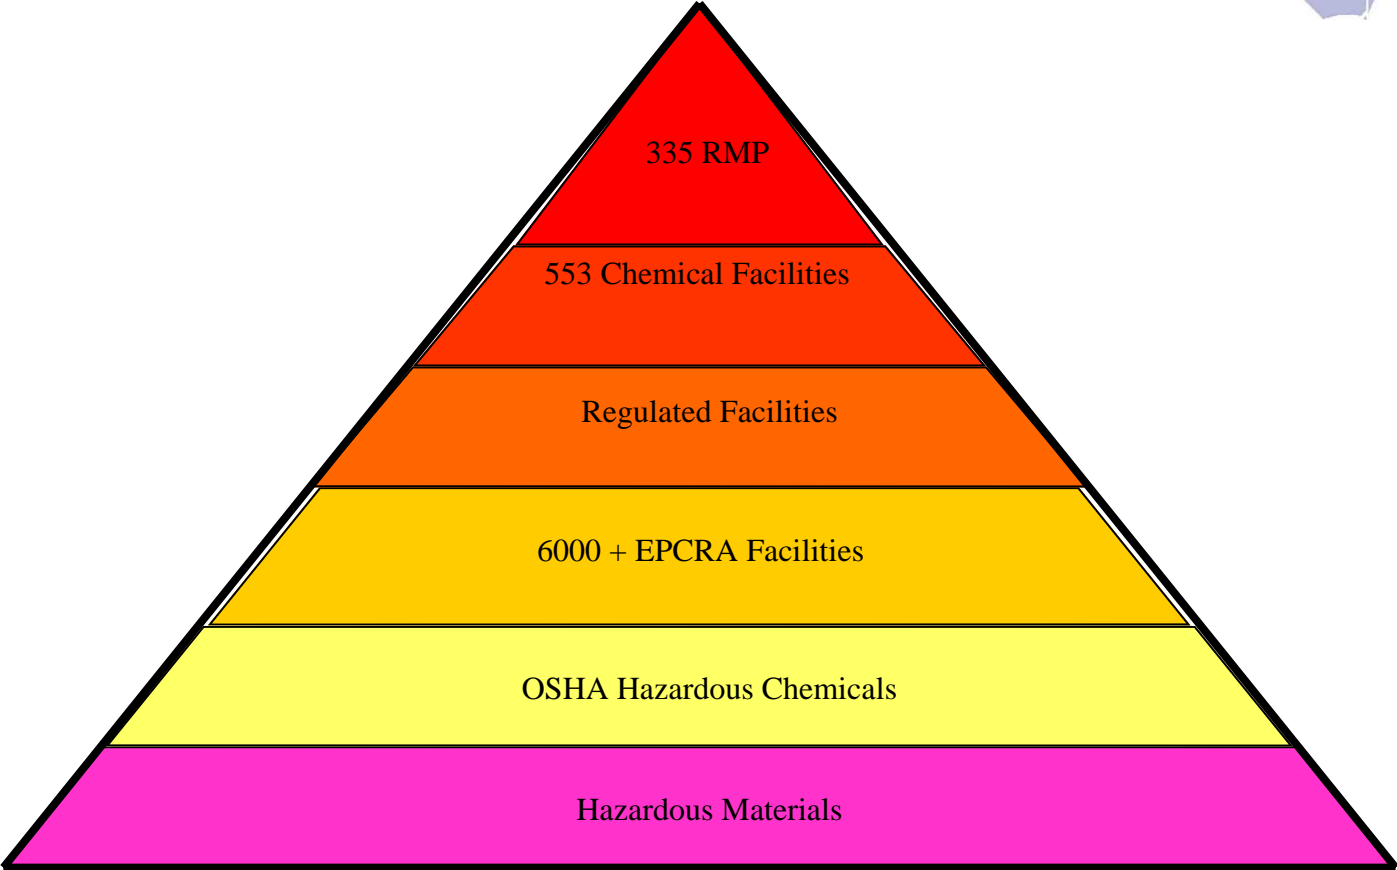 335 RMP
553 Chemical Facilities
Regulated Facilities
6000 + EPCRA Facilities
OSHA Hazardous Chemicals
Hazardous Materials